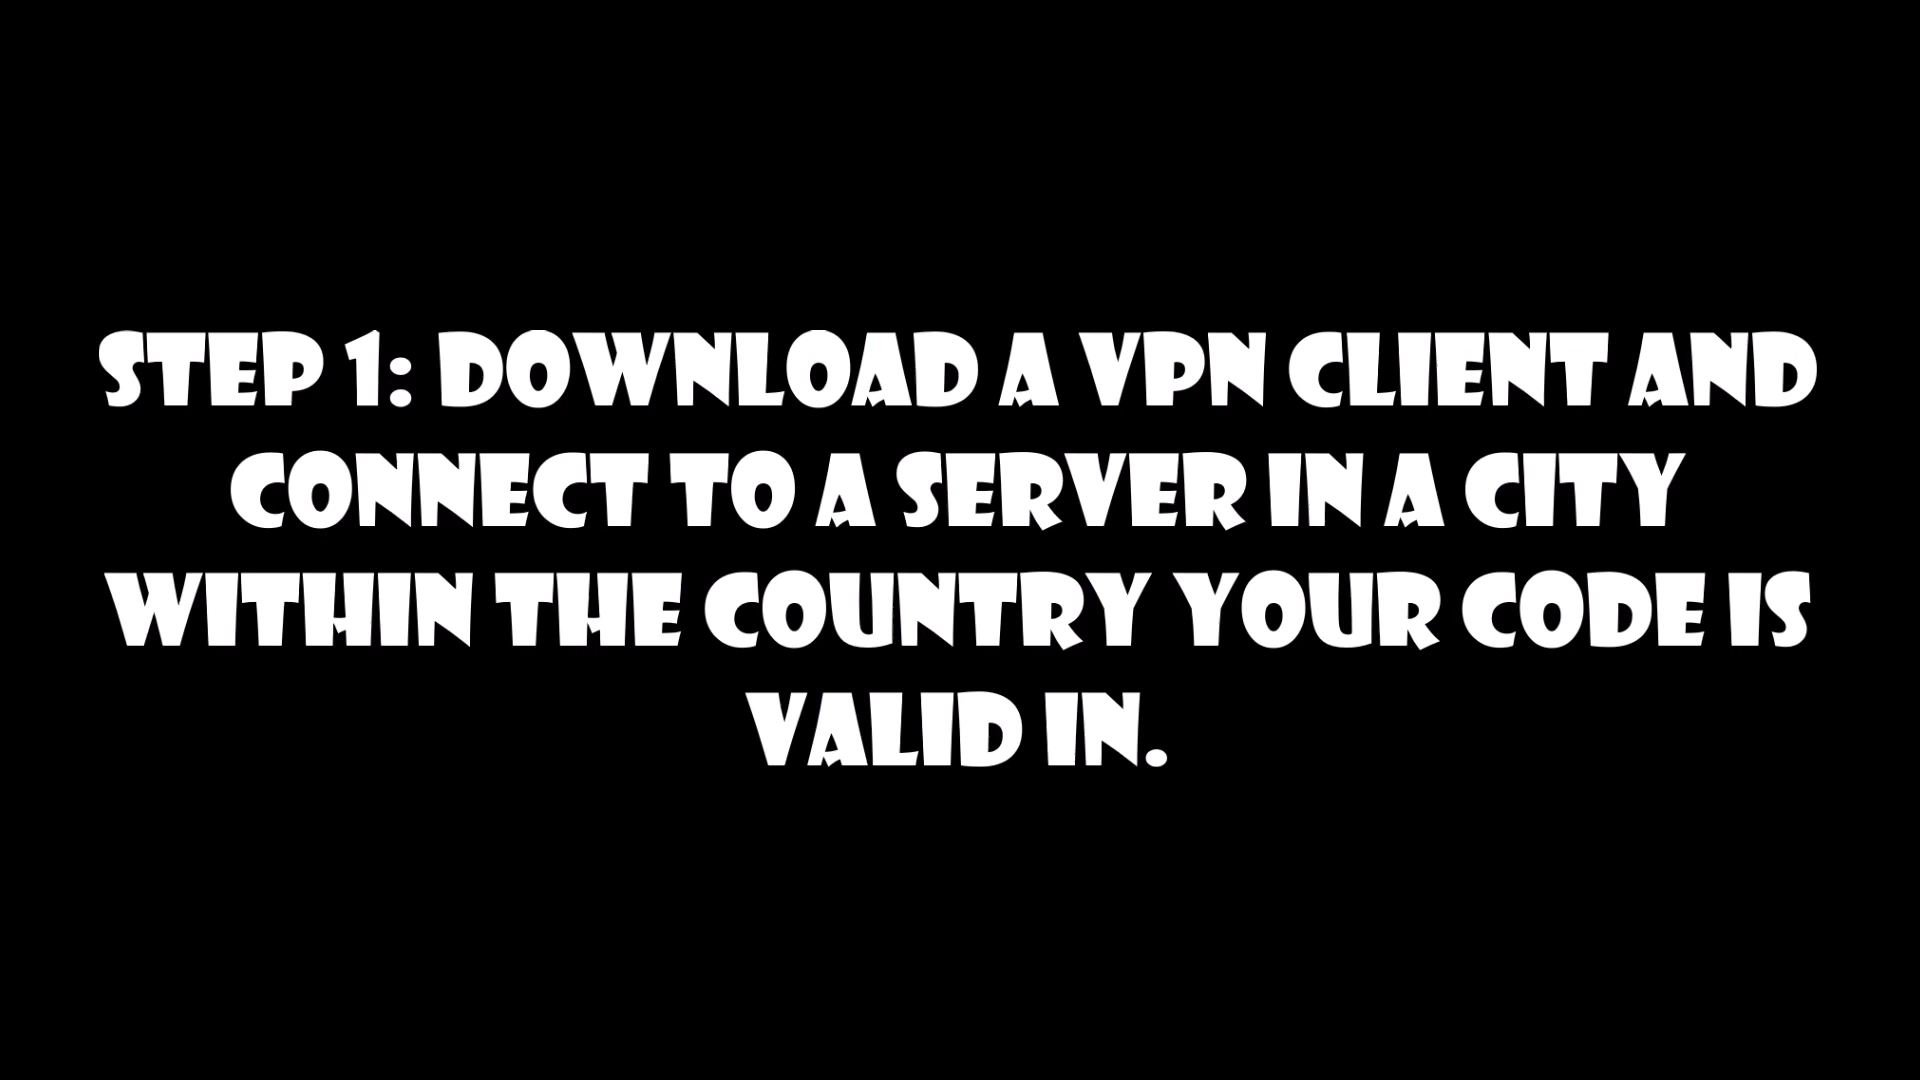 STEP 1: DOWNLOAD A VPN CLIENT AND
CONNECT TO A SERVER IN A CITY
WITHIN THE COUNTRY YOUR CODE IS
VALID IN.